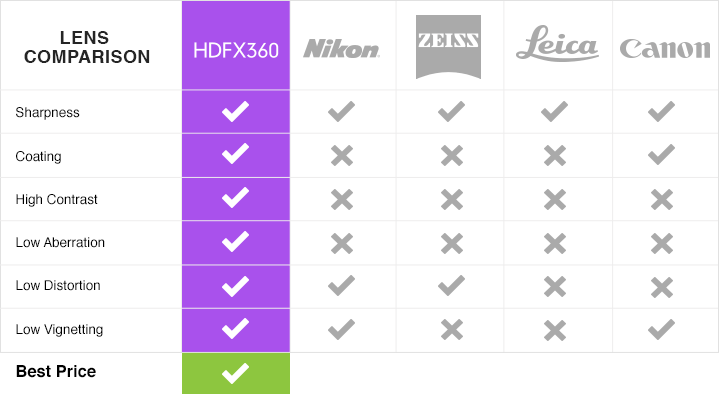 LENS
COMPARISON
HDFX360
Nikon
ZEISS
Leica
Canon
Sharpness
Coating
High Contrast
Low Aberration
Low Distortion
Low Vignetting
Best Price